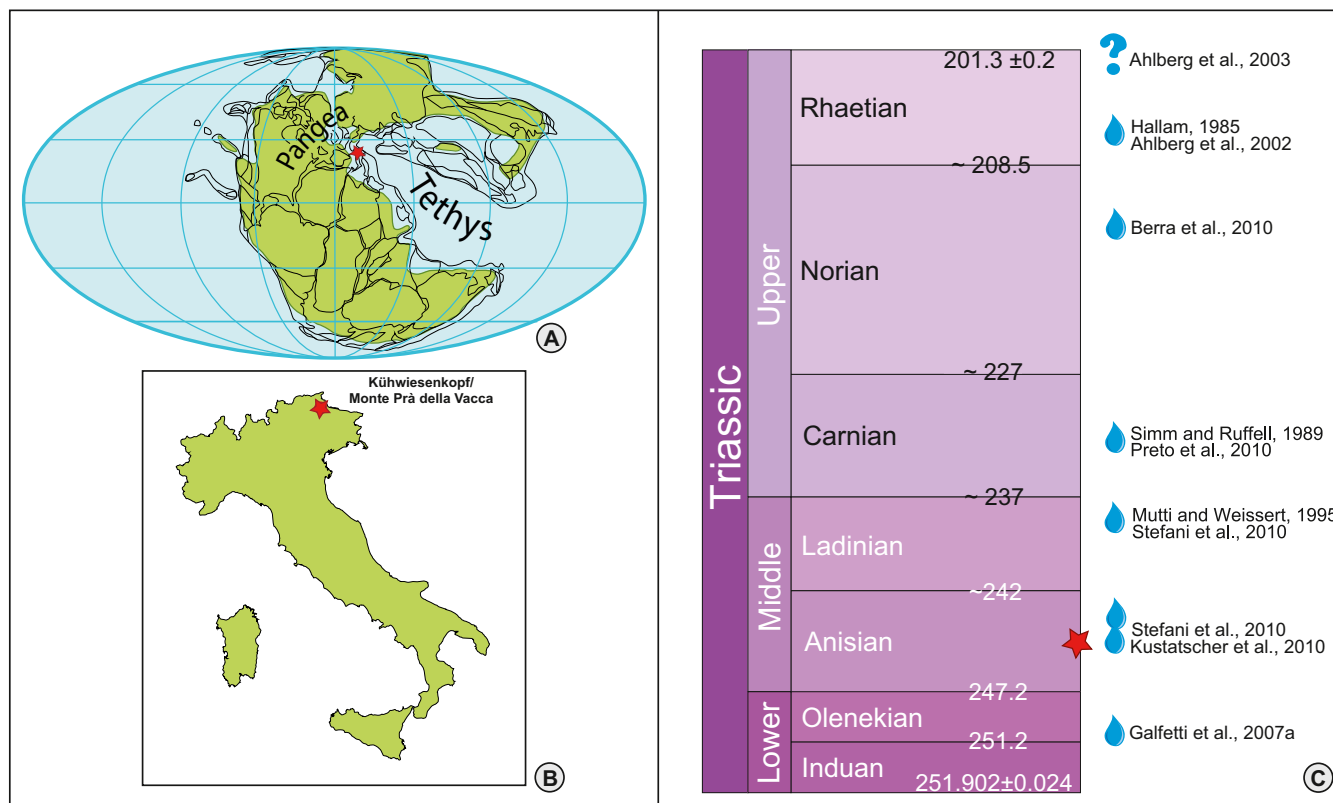 Pangea
Tethys
A
Kühwiesenkopf/
Monte Prà della Vacca
B
Triassic
Upper
Middle
Lower
201.3 ±0.2
Rhaetian
~ 208.5
Norian
~ 227
Carnian
~ 237
Ladinian
~242
Anisian
247.2
Olenekian
251.2
Induan
251.902±0.024
?
Ahlberg et al., 2003
Hallam, 1985
Ahlberg et al., 2002
Berra et al., 2010
Simm and Ruffell, 1989
Preto et al., 2010
Mutti and Weissert, 1995
Stefani et al., 2010
Stefani et al., 2010
Kustatscher et al., 2010
Galfetti et al., 2007a
C